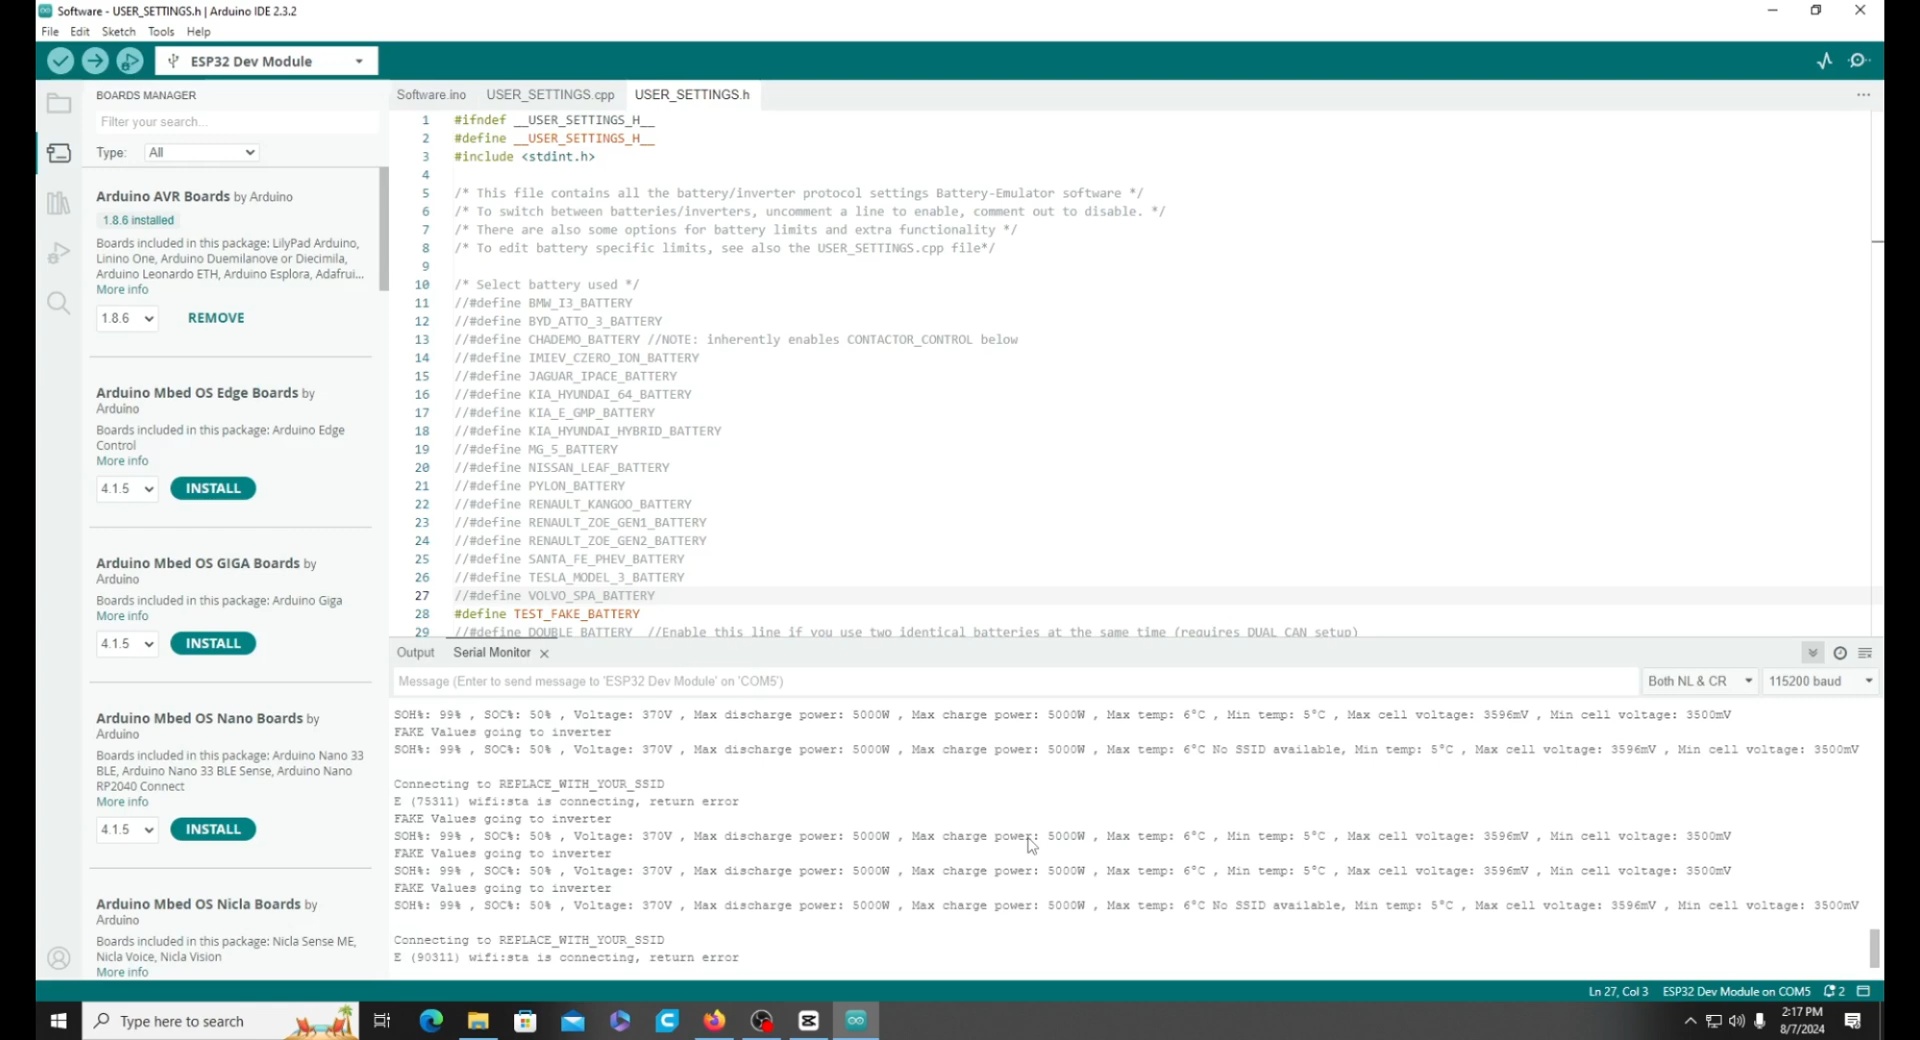 Software - USER_SETTINGS.h | Arduino IDE 2.3.2
File Edit Sketch Tools Help
ESP32 Dev Module
BOARDS MANAGER
Filter your search...
Type: All
Arduino AVR Boards by Arduino
1.8.6 installed
Boards included in this package: LilyPad Arduino,
Linino One, Arduino Duemilanove or Diecimila,
Arduino Leonardo ETH, Arduino Esplora, Adafrui...
More info
1.8.6 REMOVE
Arduino Mbed OS Edge Boards by
Arduino
Boards included in this package: Arduino Edge
Control
More info
4.1.5 INSTALL
Arduino Mbed OS GIGA Boards by
Arduino
Boards included in this package: Arduino Giga
More info
4.1.5 INSTALL
Arduino Mbed OS Nano Boards by
Arduino
Boards included in this package: Arduino Nano 33
BLE, Arduino Nano 33 BLE Sense, Arduino Nano
RP2040 Connect
More info
4.1.5 INSTALL
Arduino Mbed OS Nicla Boards by
Arduino
Boards included in this package: Nicla Sense ME,
Nicla Voice, Nicla Vision
More info
Software.ino USER_SETTINGS.cpp USER_SETTINGS.h
1 #ifndef __USER_SETTINGS_H__
2 #define __USER_SETTINGS_H__
3 #include <stdint.h>
4
5 /* This file contains all the battery/inverter protocol settings Battery-Emulator software */
6 /* To switch between batteries/inverters, uncomment a line to enable, comment out to disable. */
7 /* There are also some options for battery limits and extra functionality */
8 /* To edit battery specific limits, see also the USER_SETTINGS.cpp file*/
9
10 /* Select battery used */
11 //#define BMW_I3_BATTERY
12 //#define BYD_ATTO_3_BATTERY
13 //#define CHADEMO_BATTERY //NOTE: inherently enables CONTACTOR_CONTROL below
14 //#define IMIEV_CZERO_ION_BATTERY
15 //#define JAGUAR_IPACE_BATTERY
16 //#define KIA_HYUNDAI_64_BATTERY
17 //#define KIA_E_GMP_BATTERY
18 //#define KIA_HYUNDAI_HYBRID_BATTERY
19 //#define MG_5_BATTERY
20 //#define NISSAN_LEAF_BATTERY
21 //#define PYLON_BATTERY
22 //#define RENAULT_KANGOO_BATTERY
23 //#define RENAULT_ZOE_GEN1_BATTERY
24 //#define RENAULT_ZOE_GEN2_BATTERY
25 //#define SANTA_FE_PHEV_BATTERY
26 //#define TESLA_MODEL_3_BATTERY
27 //#define VOLVO_SPA_BATTERY
28 #define TEST_FAKE_BATTERY
29 //#define DOUBLE_BATTERY //Enable this line if you use two identical batteries at the same time (requires DUAL_CAN setup)
Output Serial Monitor
Message (Enter to send message to 'ESP32 Dev Module' on 'COM5') Both NL & CR 115200 baud
SOH%: 99% , SOC%: 50% , Voltage: 370V , Max discharge power: 5000W , Max charge power: 5000W , Max temp: 6°C , Min temp: 5°C , Max cell voltage: 3596mV , Min cell voltage: 3500mV
FAKE Values going to inverter
SOH%: 99% , SOC%: 50% , Voltage: 370V , Max discharge power: 5000W , Max charge power: 5000W , Max temp: 6°C No SSID available, Min temp: 5°C , Max cell voltage: 3596mV , Min cell voltage: 3500mV
Connecting to REPLACE_WITH_YOUR_SSID
E (75311) wifi:sta is connecting, return error
FAKE Values going to inverter
SOH%: 99% , SOC%: 50% , Voltage: 370V , Max discharge power: 5000W , Max charge power: 5000W , Max temp: 6°C , Min temp: 5°C , Max cell voltage: 3596mV , Min cell voltage: 3500mV
FAKE Values going to inverter
SOH%: 99% , SOC%: 50% , Voltage: 370V , Max discharge power: 5000W , Max charge power: 5000W , Max temp: 6°C , Min temp: 5°C , Max cell voltage: 3596mV , Min cell voltage: 3500mV
FAKE Values going to inverter
SOH%: 99% , SOC%: 50% , Voltage: 370V , Max discharge power: 5000W , Max charge power: 5000W , Max temp: 6°C No SSID available, Min temp: 5°C , Max cell voltage: 3596mV , Min cell voltage: 3500mV
Connecting to REPLACE_WITH_YOUR_SSID
E (90311) wifi:sta is connecting, return error
Ln 27, Col 3 ESP32 Dev Module on COM5 2
Type here to search
2:17 PM
8/7/2024